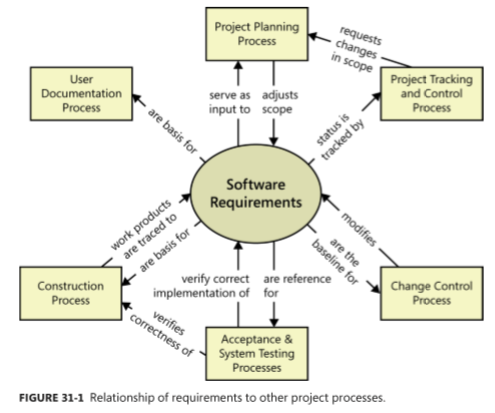 Project Planning
Process
requests
changes
in scope
User
Documentation
Process
Project Tracking
and Control
Process
serve as
input to
adjusts
scope
are basis for
status is
tracked by
Software
Requirements
work products
are traced to
are basis for
modifies
are the
baseline for
Construction
Process
verify correct
implementation of
are reference
for
Change Control
Process
verifies
correctness of
Acceptance &
System Testing
Processes
FIGURE 31-1 Relationship of requirements to other project processes.